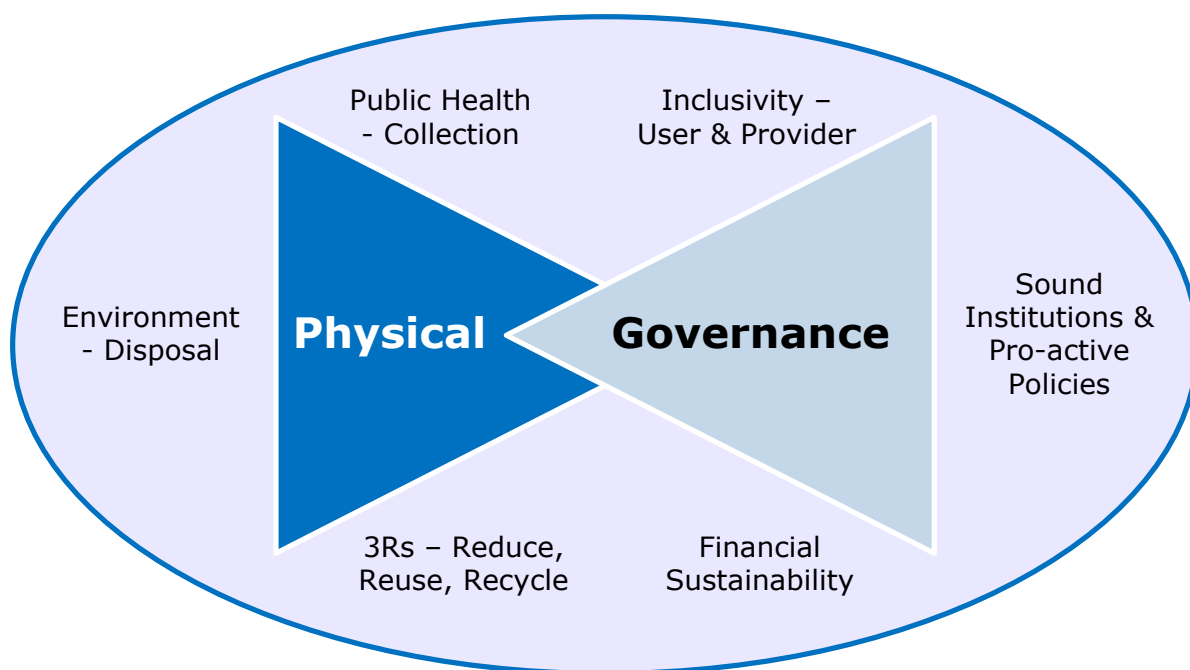 Public Health
- Collection
Inclusivity –
User & Provider
Environment
- Disposal
Physical
Governance
Sound
Institutions &
Pro-active
Policies
3Rs – Reduce,
Reuse, Recycle
Financial
Sustainability